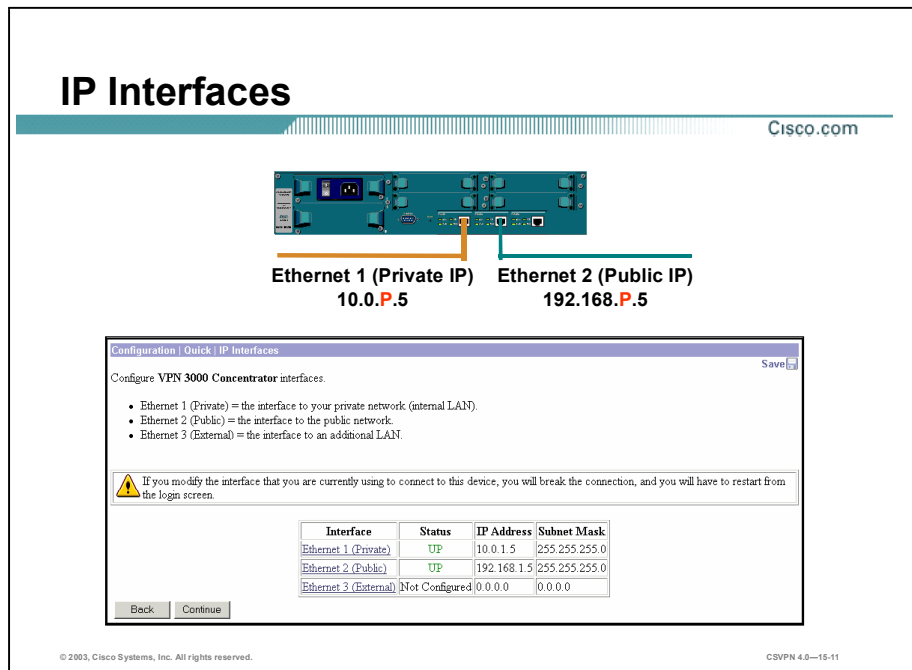 IP Interfaces
Cisco.com
Ethernet 1 (Private IP)
10.0.P.5
Ethernet 2 (Public IP)
192.168.P.5
Configuration | Quick | IP Interfaces
Save
Configure VPN 3000 Concentrator interfaces.
• Ethernet 1 (Private) = the interface to your private network (internal LAN).
• Ethernet 2 (Public) = the interface to the public network.
• Ethernet 3 (External) = the interface to an additional LAN.
If you modify the interface that you are currently using to connect to this device, you will break the connection, and you will have to restart from
the login screen.
Interface Status IP Address Subnet Mask
Ethernet 1 (Private) UP 10.0.1.5 255.255.255.0
Ethernet 2 (Public) UP 192.168.1.5 255.255.255.0
Ethernet 3 (External) Not Configured 0.0.0.0 0.0.0.0
Back Continue
© 2003, Cisco Systems, Inc. All rights reserved.
CSVPN 4.0—15-11